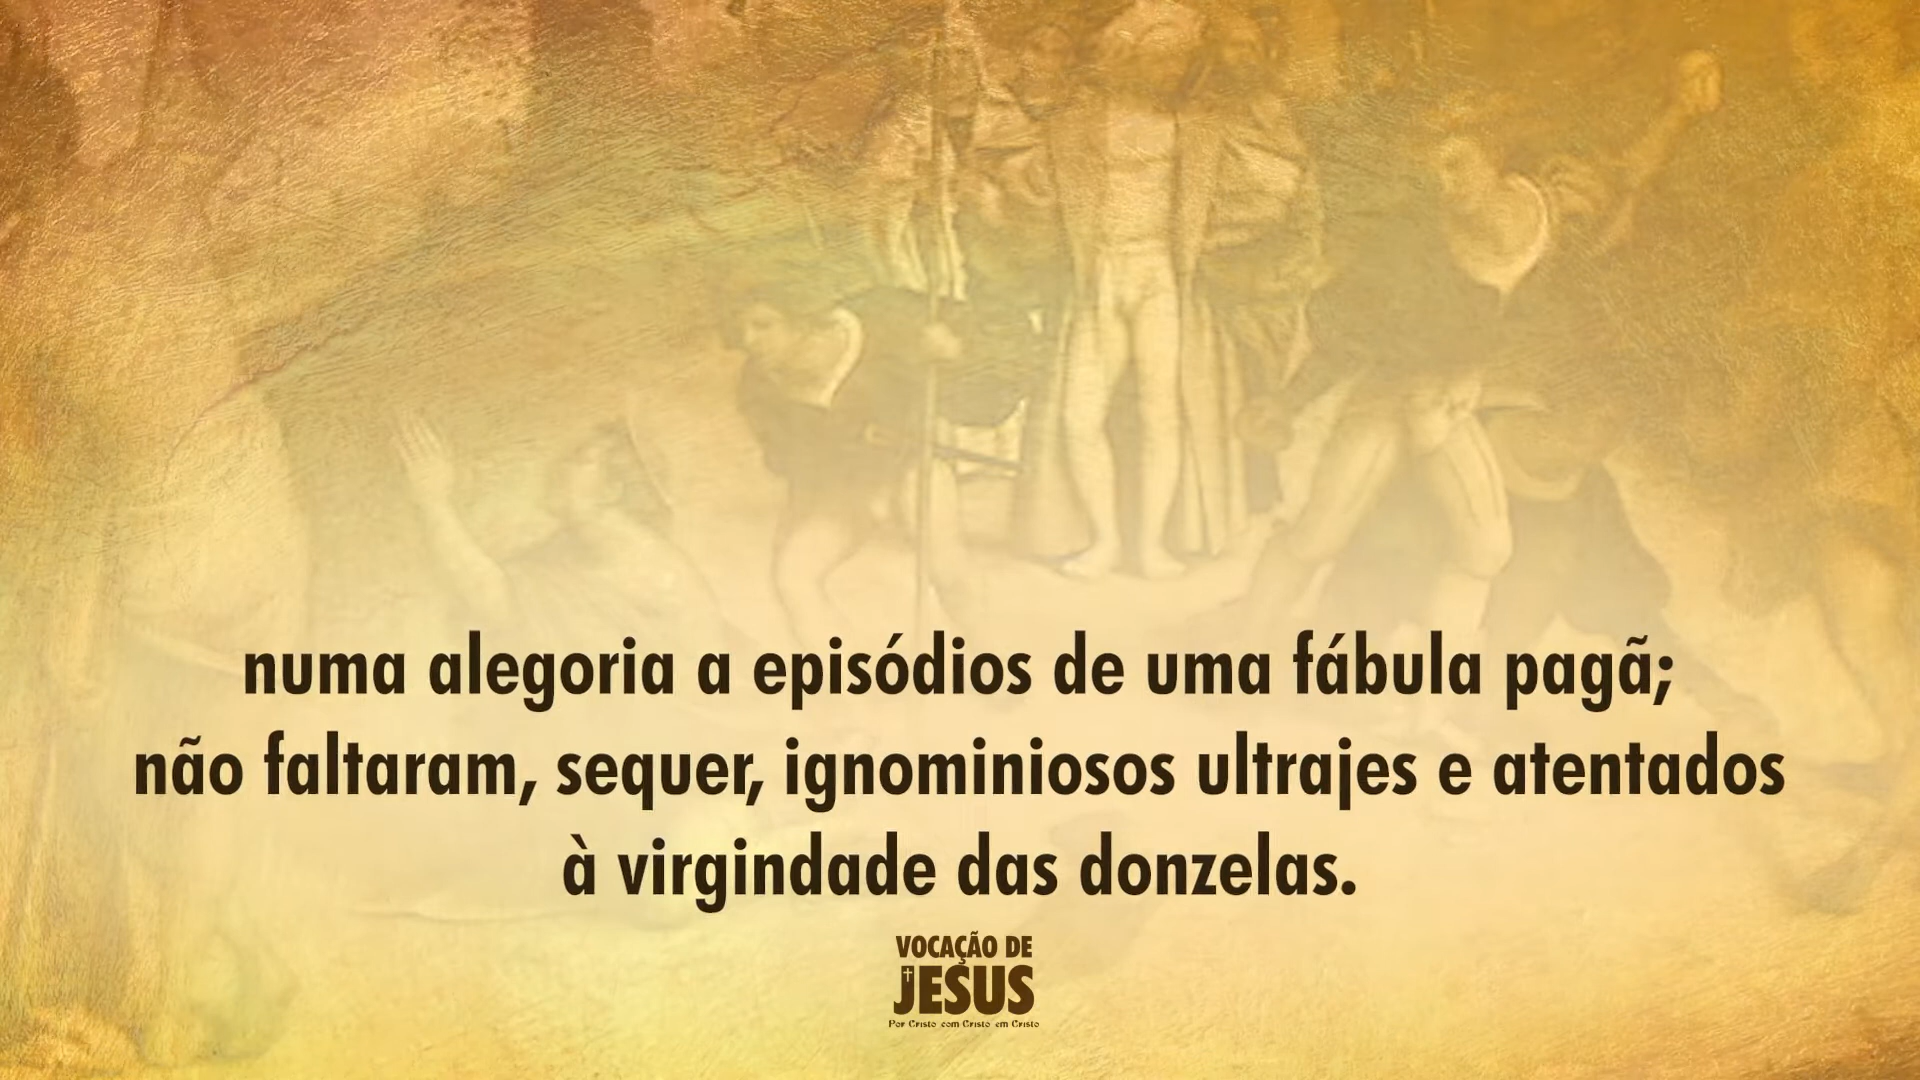 numa alegoria a episódios de uma fábula pagã;
não faltaram, sequer, ignominiosos ultrajes e atentados
à virgindade das donzelas.
VOCAÇÃO DE
JESUS
Por Cristo com Cristo em Cristo